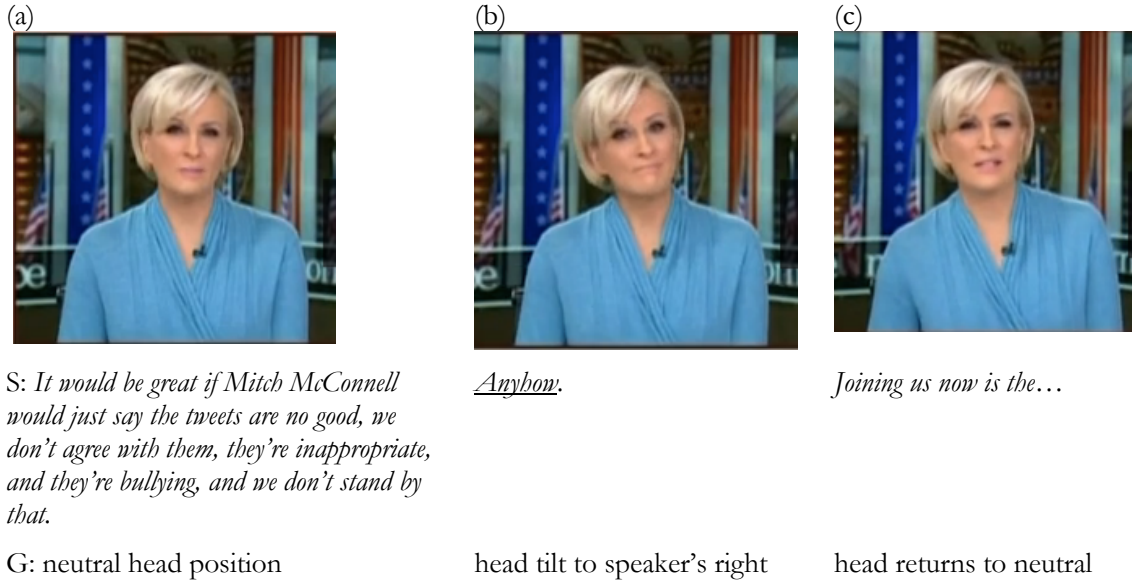 (a)
(b)
(c)
S: It would be great if Mitch McConnell
would just say the tweets are no good, we
don't agree with them, they're inappropriate,
and they're bullying, and we don't stand by
that.
Anyhow.
Joining us now is the…
G: neutral head position
head tilt to speaker's right
head returns to neutral